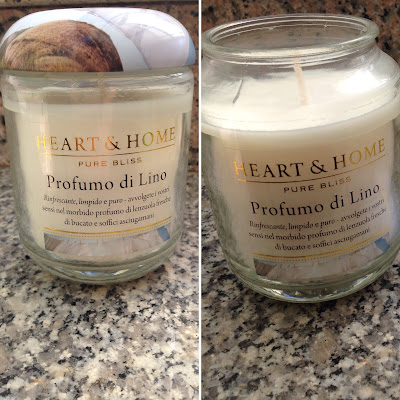 HEART & HOME
PURE BLISS
Profumo di Lino
Rinfrescante, limpido e puro - avvolgete i vostri
sensi nel morbido profumo di lenzuola fresche
di bucato e soffici asciugamani
HEART & HOME
PURE BLISS
Profumo di Lino
Rinfrescante, limpido e puro - avvolgete i vostri
sensi nel morbido profumo di lenzuola fresche
di bucato e soffici asciugamani